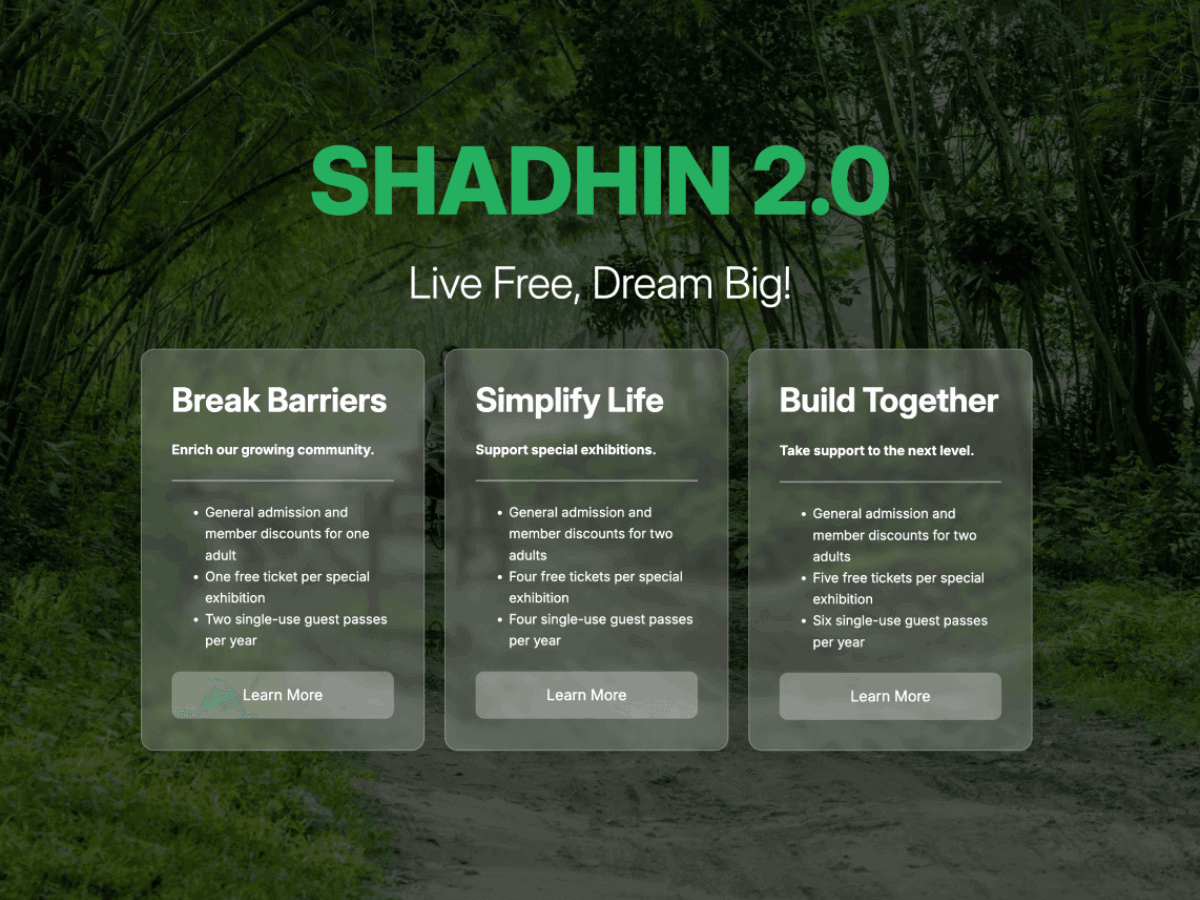 SHADHIN 2.0
Live Free, Dream Big!
Break Barriers
Enrich our growing community.
• General admission and
member discounts for one
adult
• One free ticket per special
exhibition
• Two single-use guest passes
per year
Learn More
Simplify Life
Support special exhibitions.
• General admission and
member discounts for two
adults
• Four free tickets per special
exhibition
• Four single-use guest passes
per year
Learn More
Build Together
Take support to the next level.
• General admission and
member discounts for two
adults
• Five free tickets per special
exhibition
• Six single-use guest passes
per year
Learn More